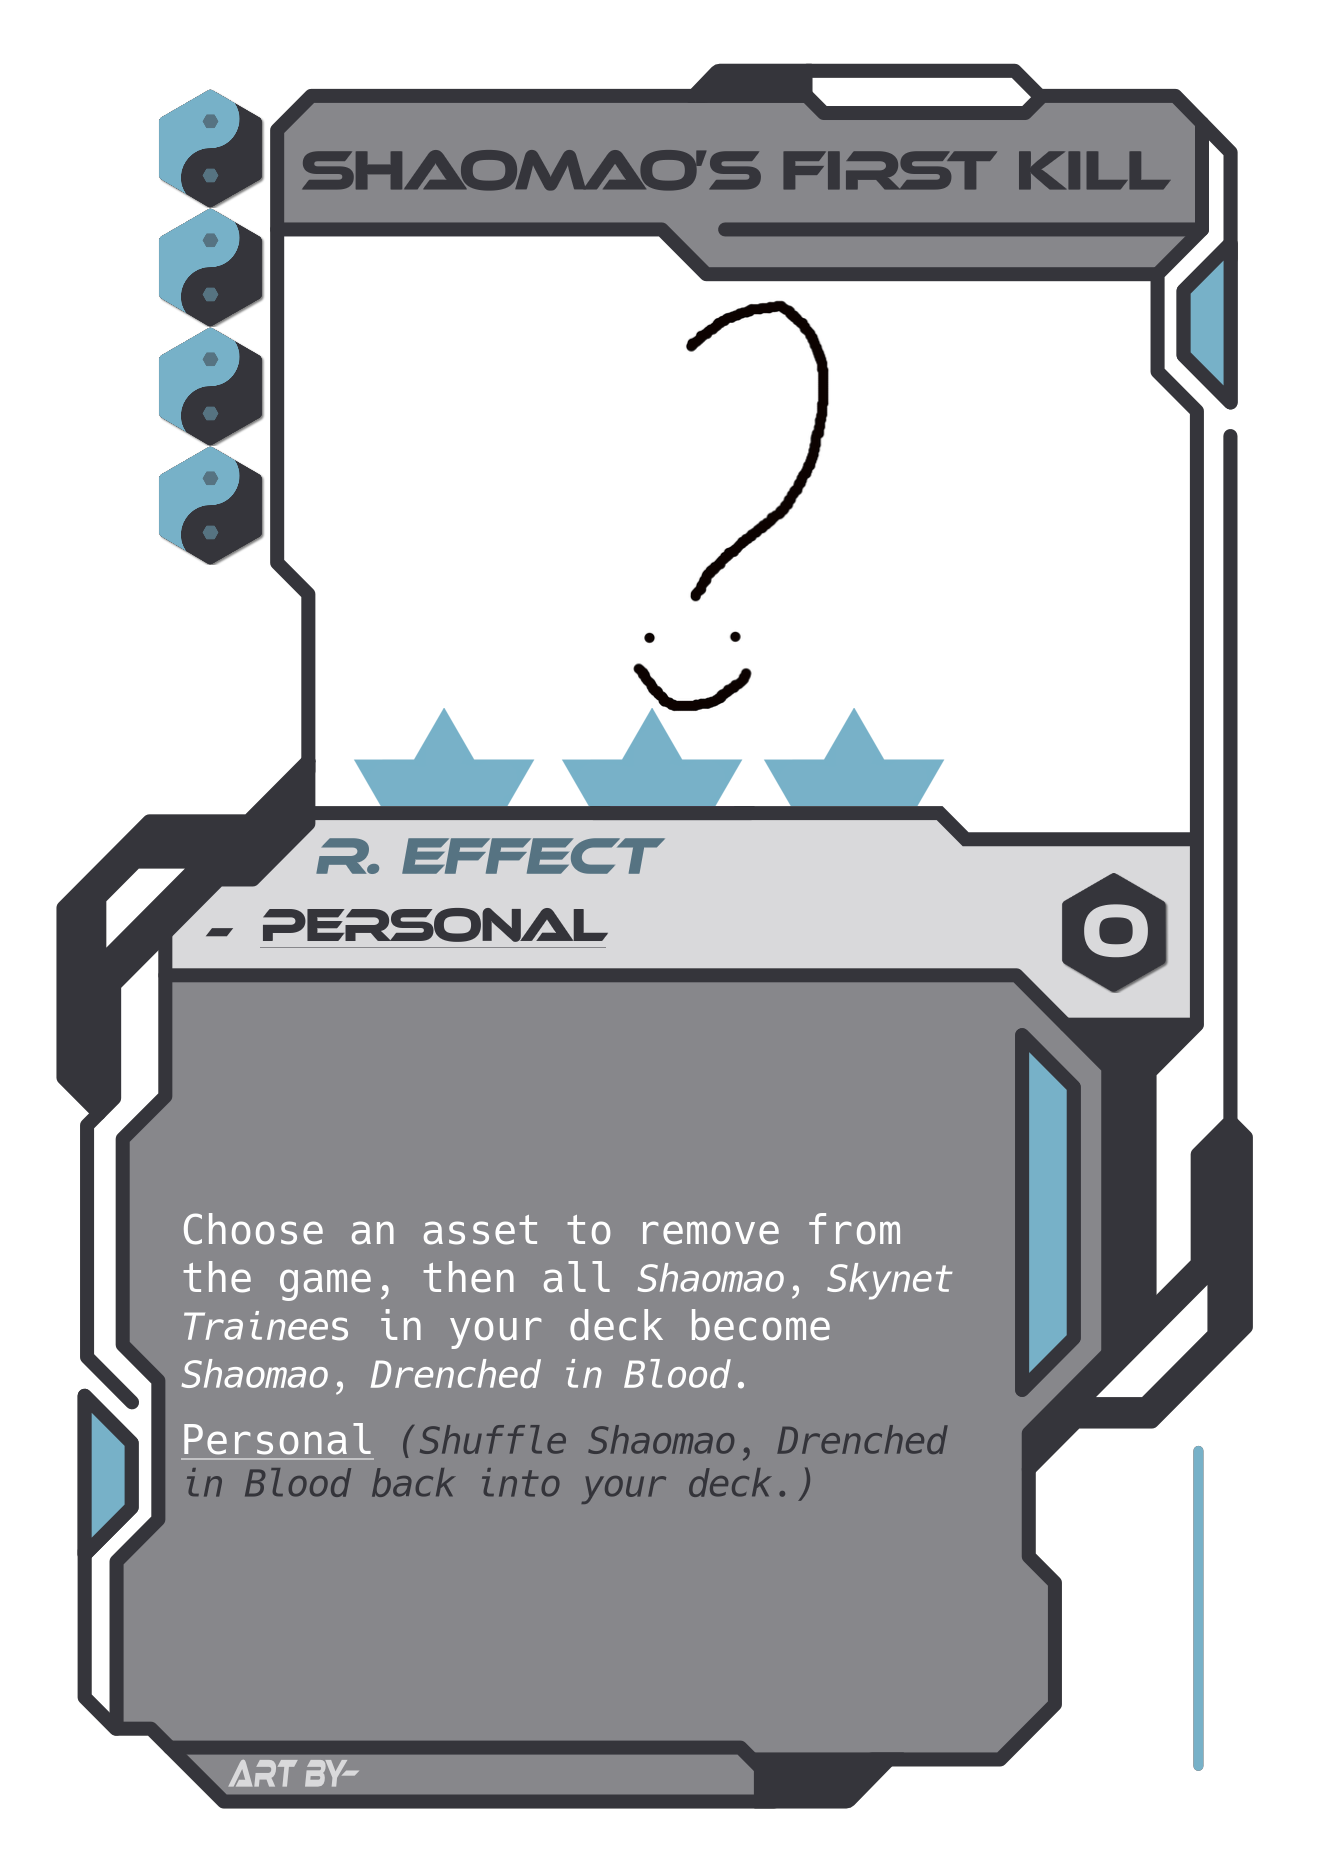 SHAOMAO'S FIRST KILL
R. EFFECT
- PERSONAL
0
Choose an asset to remove from
the game, then all Shaomao, Skynet
Trainees in your deck become
Shaomao, Drenched in Blood.
Personal (Shuffle Shaomao, Drenched
in Blood back into your deck.)
ART BY-